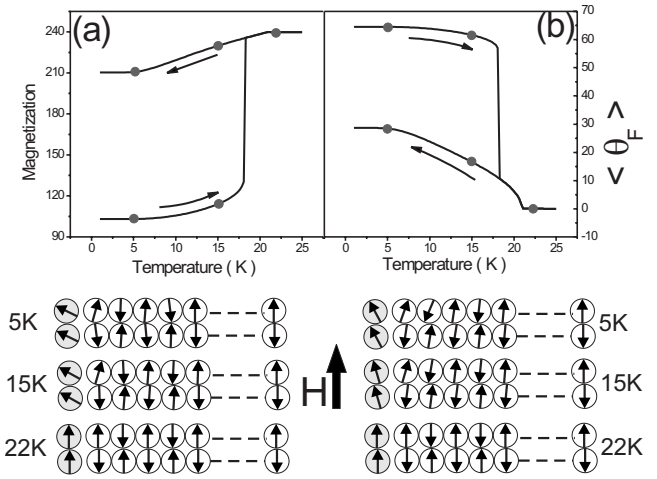 (a)
(b)
Magnetization
240
210
180
150
120
90
0
5
10
15
20
25
Temperature ( K )
0
5
10
15
20
25
Temperature ( K )
70
60
50
40
30
20
10
0
-10
< θF >
5K
15K
22K
H
5K
15K
22K